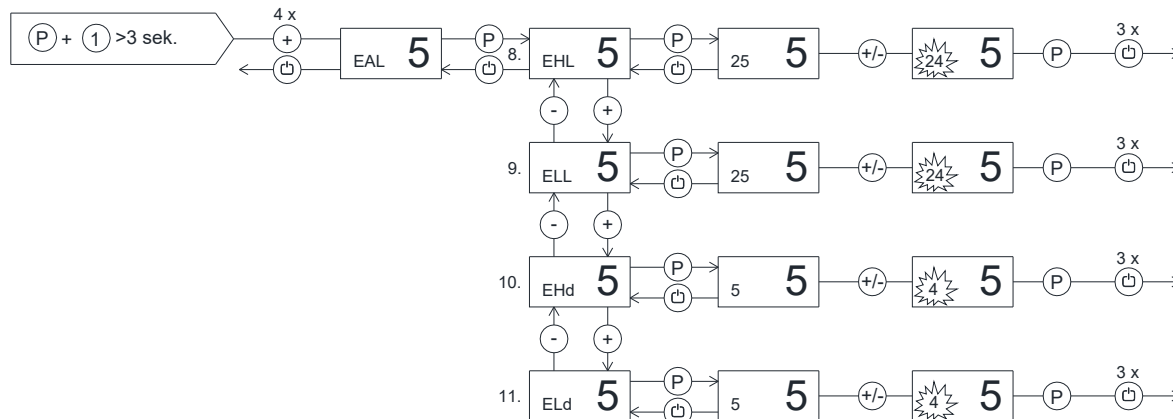 4 x
P + 1 >3 sek. + EAL 5 P 8. EHL 5 P 25 5 +/- 24 5 P 3 x
- +
9. ELL 5 P 25 5 +/- 24 5 P 3 x
- +
10. EHd 5 P 5 5 +/- 4 5 P 3 x
- +
11. ELd 5 P 5 5 +/- 4 5 P 3 x